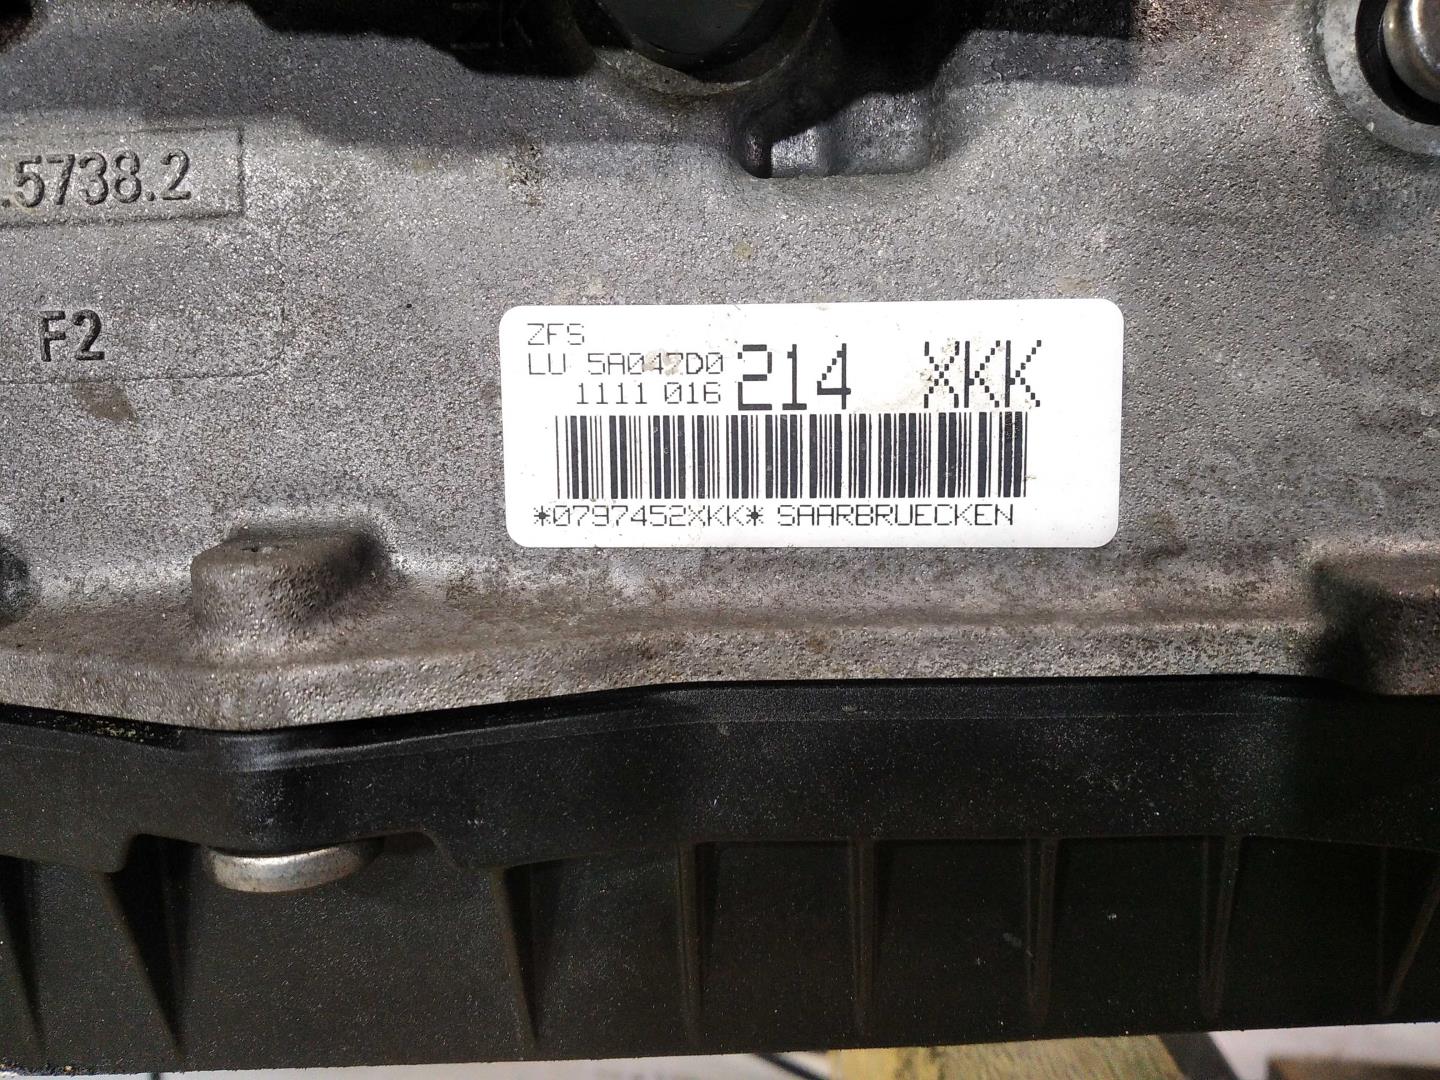 .5738.2
F2
ZFS
LU 5A047D0
1111 016 214 XKK
*0797452XKK* SAARBRUECKEN